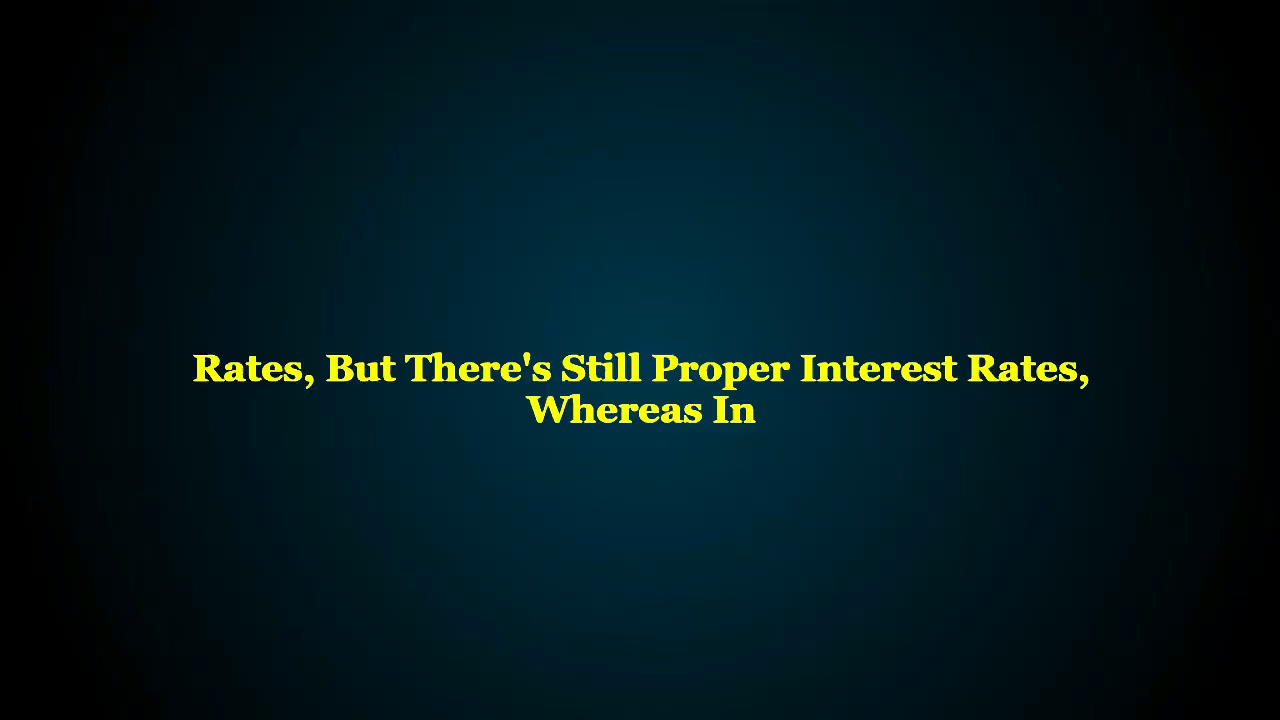 Rates, But There's Still Proper Interest Rates,
Whereas In